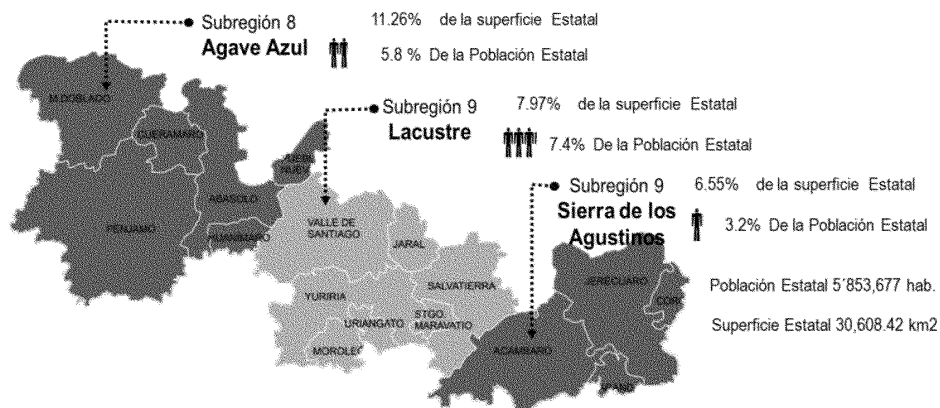 Subregión 8
Agave Azul
11.26% de la superficie Estatal
5.8 % De la Población Estatal
Subregión 9
Lacustre
7.97% de la superficie Estatal
7.4% De la Población Estatal
Subregión 9
Sierra de los
Agustinos
6.55% de la superficie Estatal
3.2% De la Población Estatal
Población Estatal 5´853,677 hab.
Superficie Estatal 30,608.42 km2
M.DOBLADO
CUERAMARO
NUEV
ABASOLO
PENJAMO
HUANIMARO
VALLE DE
SANTIAGO
JARAL
YURIRIA
SALVATIERRA
URIANGATO
STGO.
MARAVATIO
MOROLEO
JERECUARO
COR
ACAMBARO